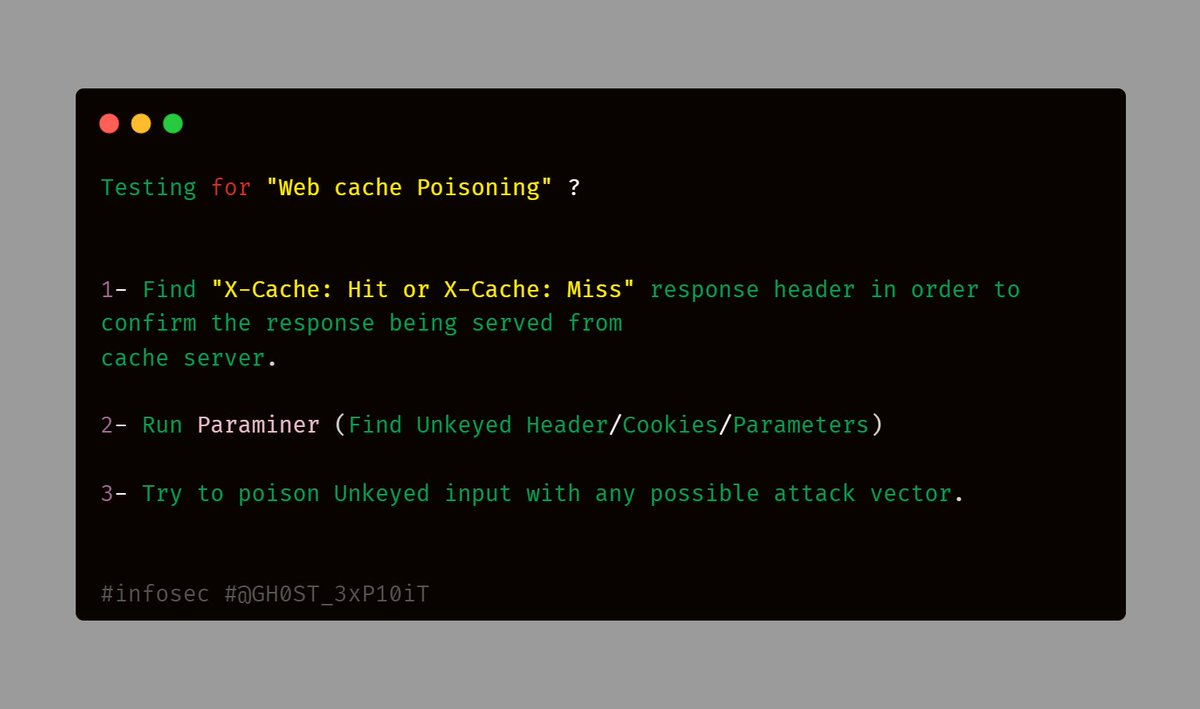 Testing for "Web cache Poisoning" ?
1- Find "X-Cache: Hit or X-Cache: Miss" response header in order to
confirm the response being served from
cache server.
2- Run Paraminer (Find Unkeyed Header/Cookies/Parameters)
3- Try to poison Unkeyed input with any possible attack vector.
#infosec #@GH0ST_3xP10iT